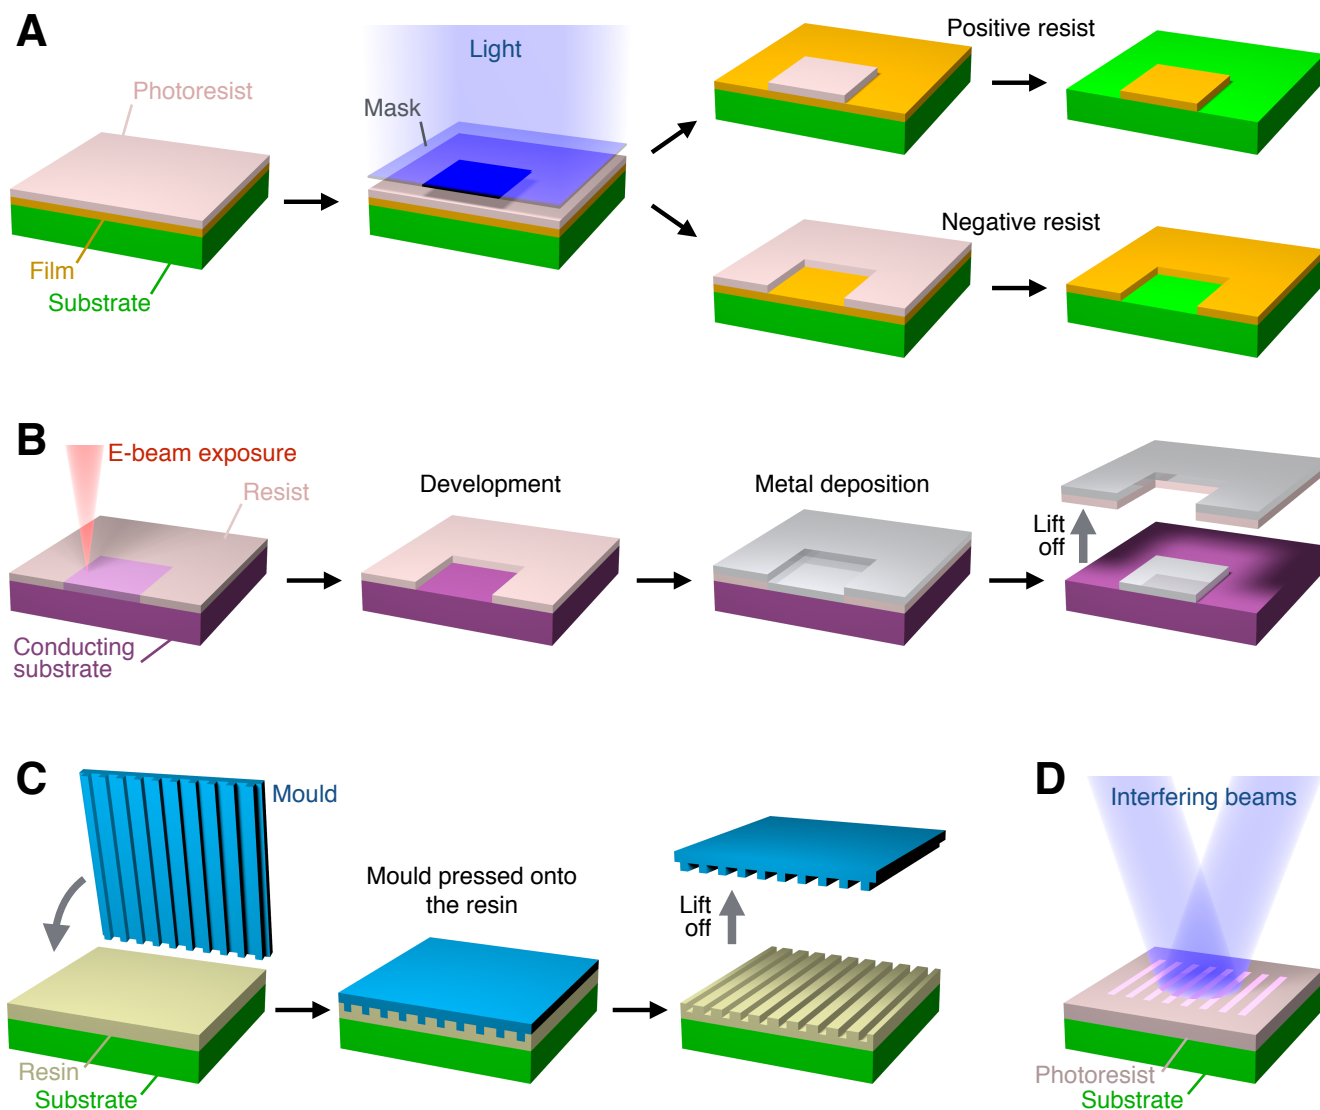 A
Light
Photoresist
Mask
Film
Substrate
Positive resist
Negative resist
B
E-beam exposure
Resist
Conducting
substrate
Development
Metal deposition
Lift
off
C
Mould
Resin
Substrate
Mould pressed onto
the resin
Lift
off
D
Interfering beams
Photoresist
Substrate